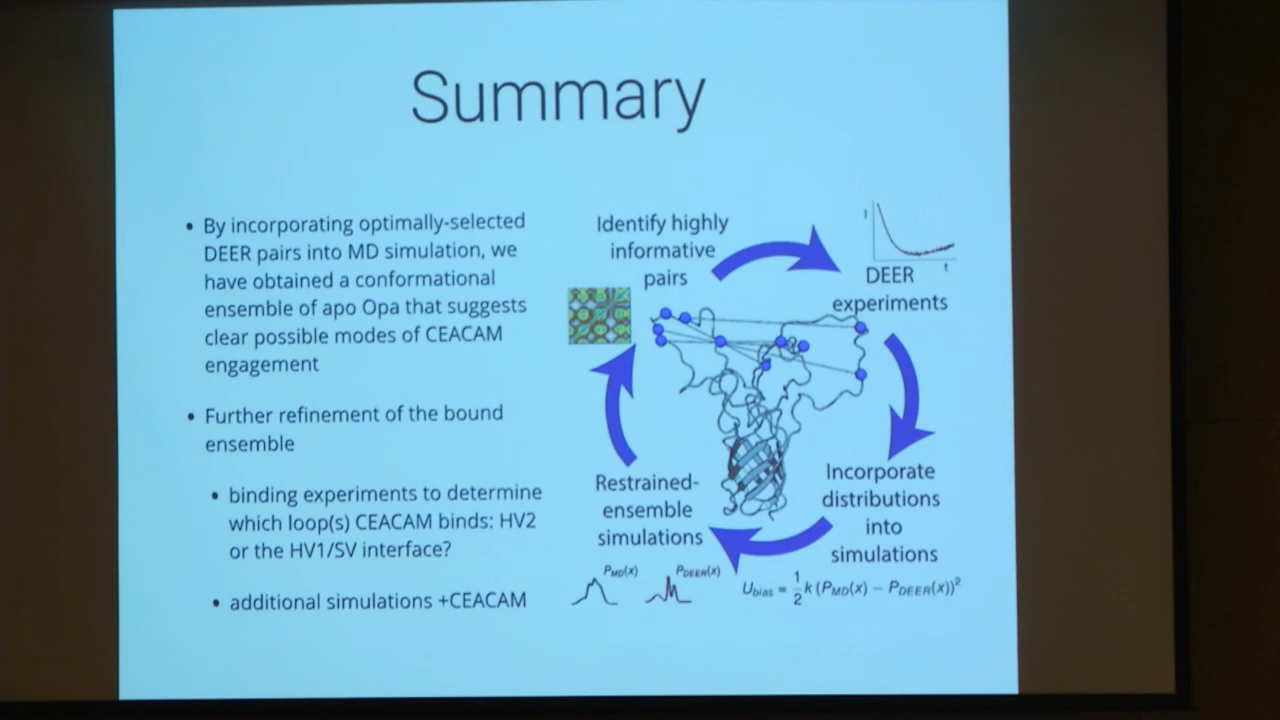 Summary
• By incorporating optimally-selected
DEER pairs into MD simulation, we
have obtained a conformational
ensemble of apo Opa that suggests
clear possible modes of CEACAM
engagement
• Further refinement of the bound
ensemble
• binding experiments to determine
which loop(s) CEACAM binds: HV2
or the HV1/SV interface?
• additional simulations +CEACAM
Identify highly
informative
pairs
I
t
DEER
experiments
Incorporate
distributions
into
simulations
U_bias = 1/2 k (P_MD(x) − P_DEER(x))²
Restrained-
ensemble
simulations
P_MD(x)
P_DEER(x)